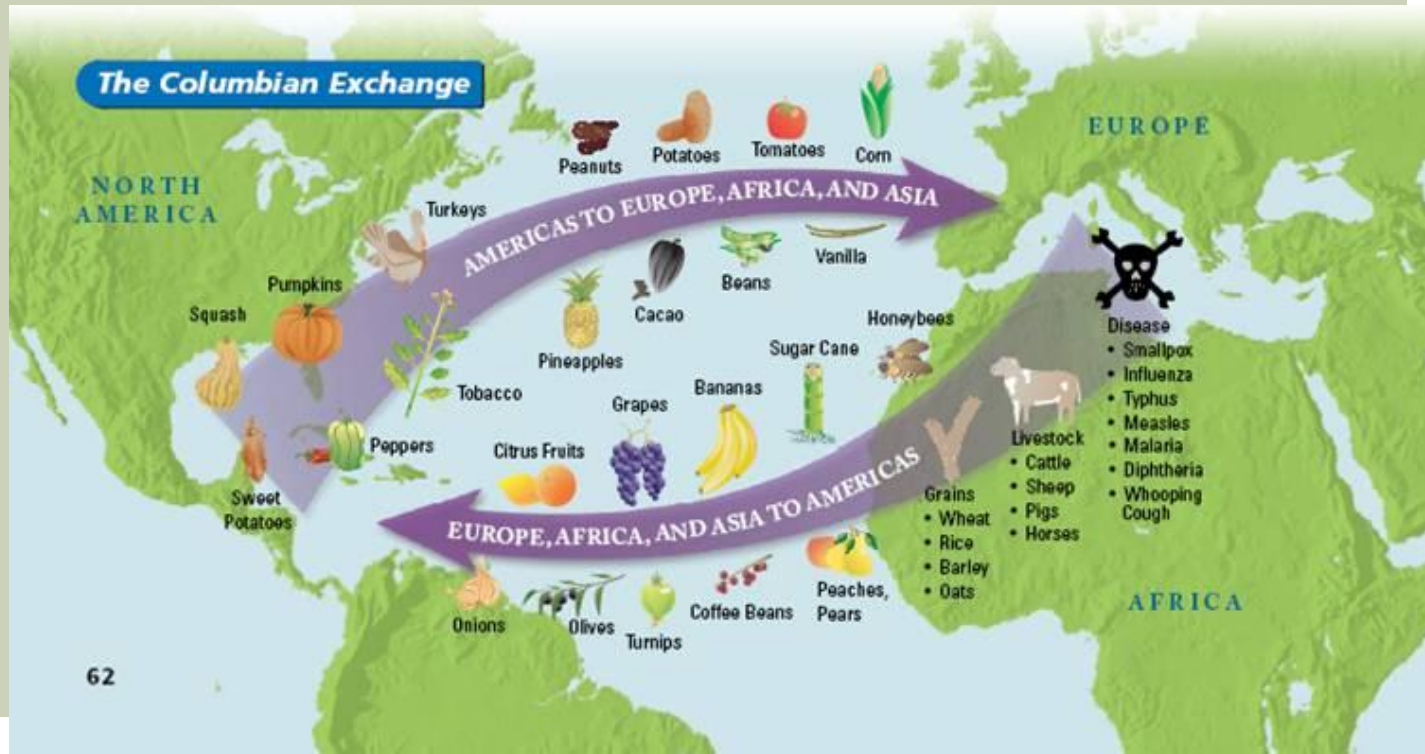 The Columbian Exchange
NORTH
AMERICA
EUROPE
Peanuts
Potatoes
Tomatoes
Corn
AMERICAS TO EUROPE, AFRICA, AND ASIA
Turkeys
Pumpkins
Squash
Tobacco
Peppers
Sweet
Potatoes
Pineapples
Cacao
Beans
Vanilla
Honeybees
Sugar Cane
Bananas
Grapes
Citrus Fruits
EUROPE, AFRICA, AND ASIA TO AMERICAS
Onions
Olives
Turnips
Coffee Beans
Peaches,
Pears
Grains
• Wheat
• Rice
• Barley
• Oats
Livestock
• Cattle
• Sheep
• Pigs
• Horses
Disease
• Smallpox
• Influenza
• Typhus
• Measles
• Malaria
• Diphtheria
• Whooping
Cough
AFRICA
62